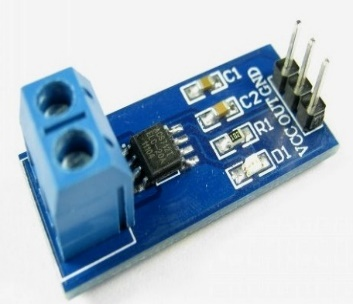 C1
C2
R1
D1
VCC OUT GND